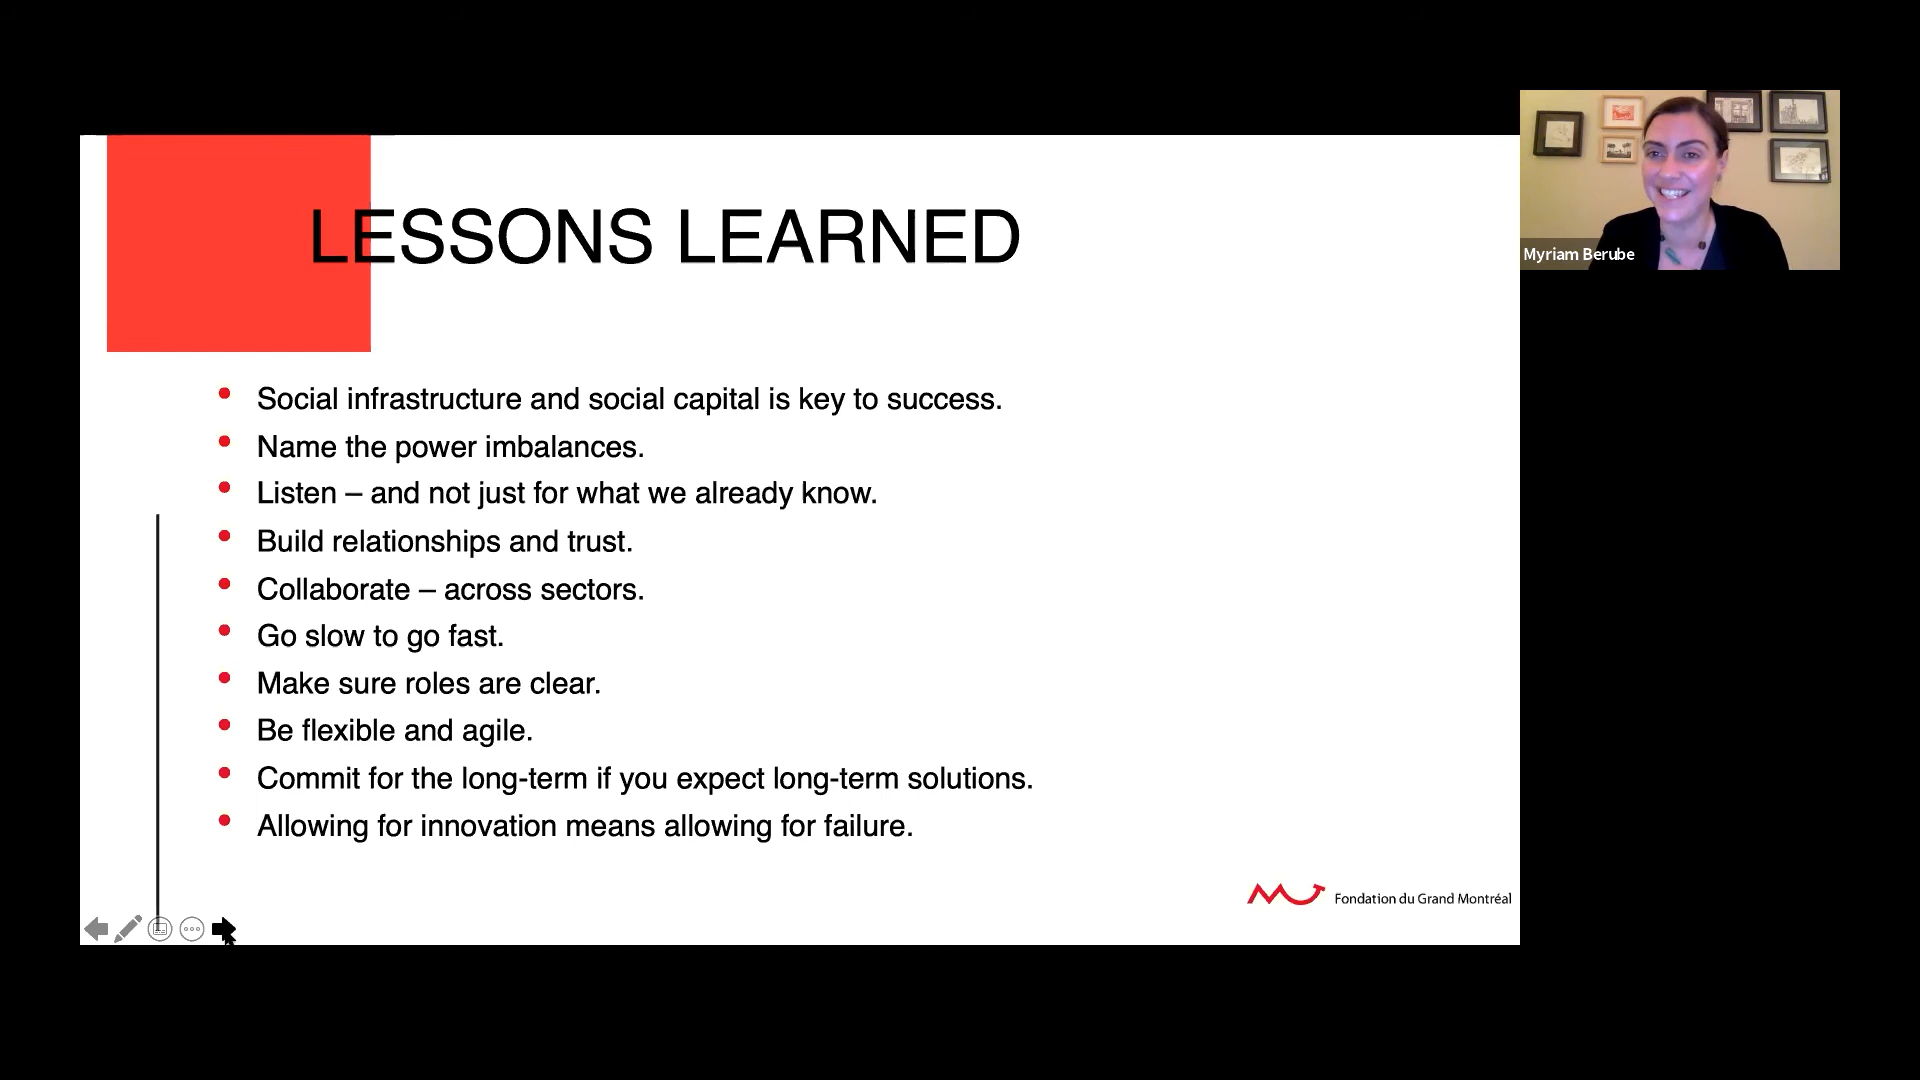 LESSONS LEARNED
Social infrastructure and social capital is key to success.
Name the power imbalances.
Listen – and not just for what we already know.
Build relationships and trust.
Collaborate – across sectors.
Go slow to go fast.
Make sure roles are clear.
Be flexible and agile.
Commit for the long-term if you expect long-term solutions.
Allowing for innovation means allowing for failure.
Fondation du Grand Montréal
Myriam Berube